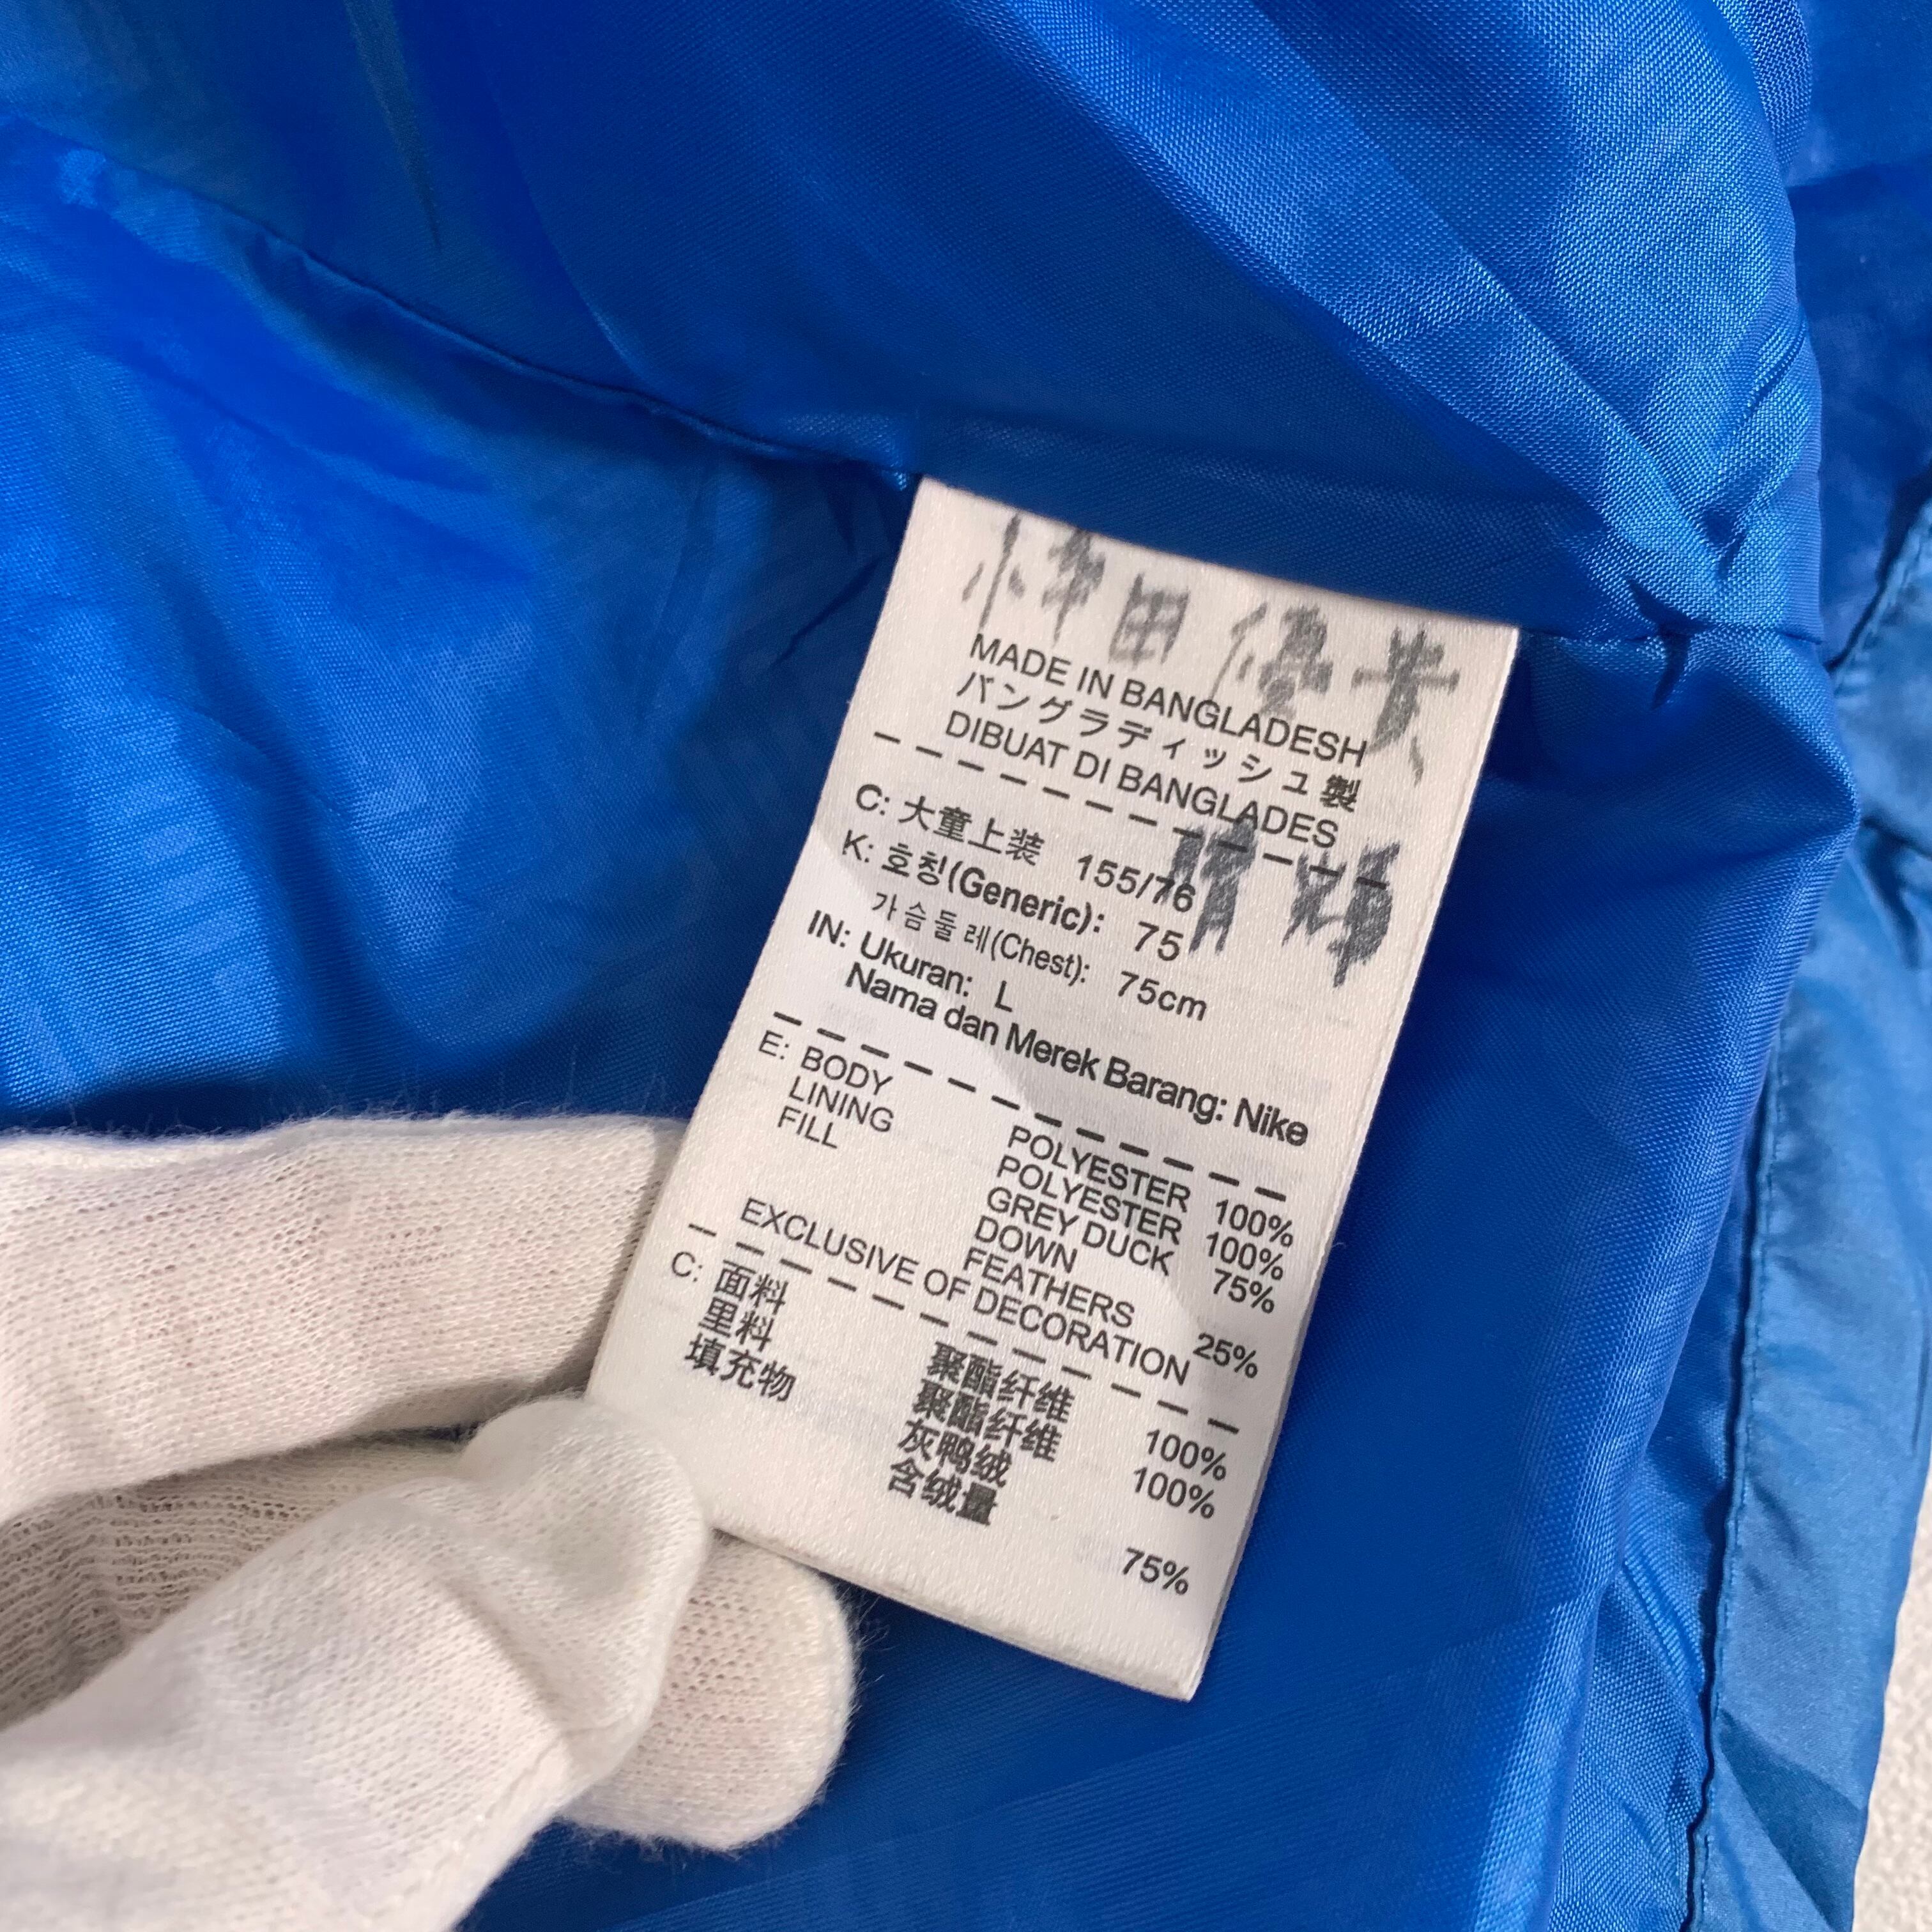 津田 優貴
MADE IN BANGLADESH
バングラディッシュ製
DIBUAT DI BANGLADES
C: 大童上装 155/76
K: 호칭(Generic): 75
가슴둘레(Chest): 75cm
IN: Ukuran: L
Nama dan Merek Barang: Nike
E: BODY POLYESTER 100%
LINING POLYESTER 100%
FILL GREY DUCK 75%
DOWN
FEATHERS 25%
EXCLUSIVE OF DECORATION
C: 面料 聚酯纤维 100%
里料 聚酯纤维 100%
填充物 灰鸭绒
含绒量 75%